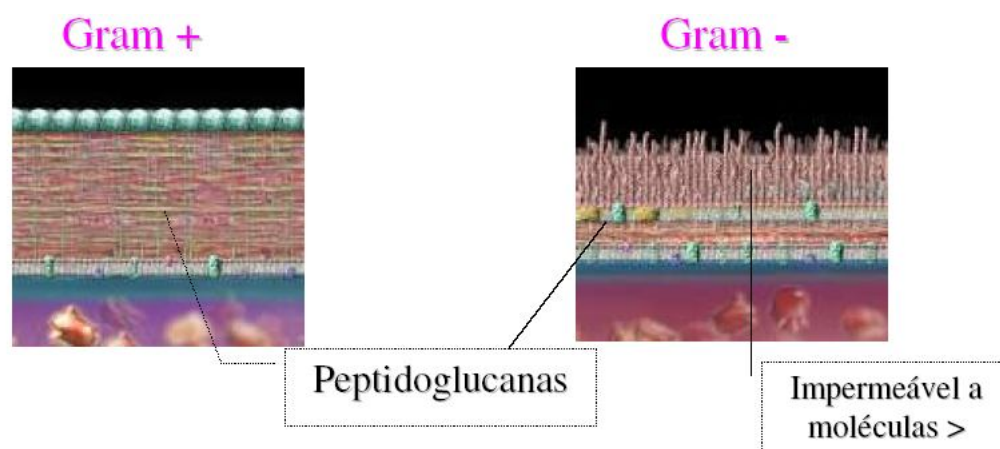 Gram +
Gram -
Peptidoglucanas
Impermeável a
moléculas >